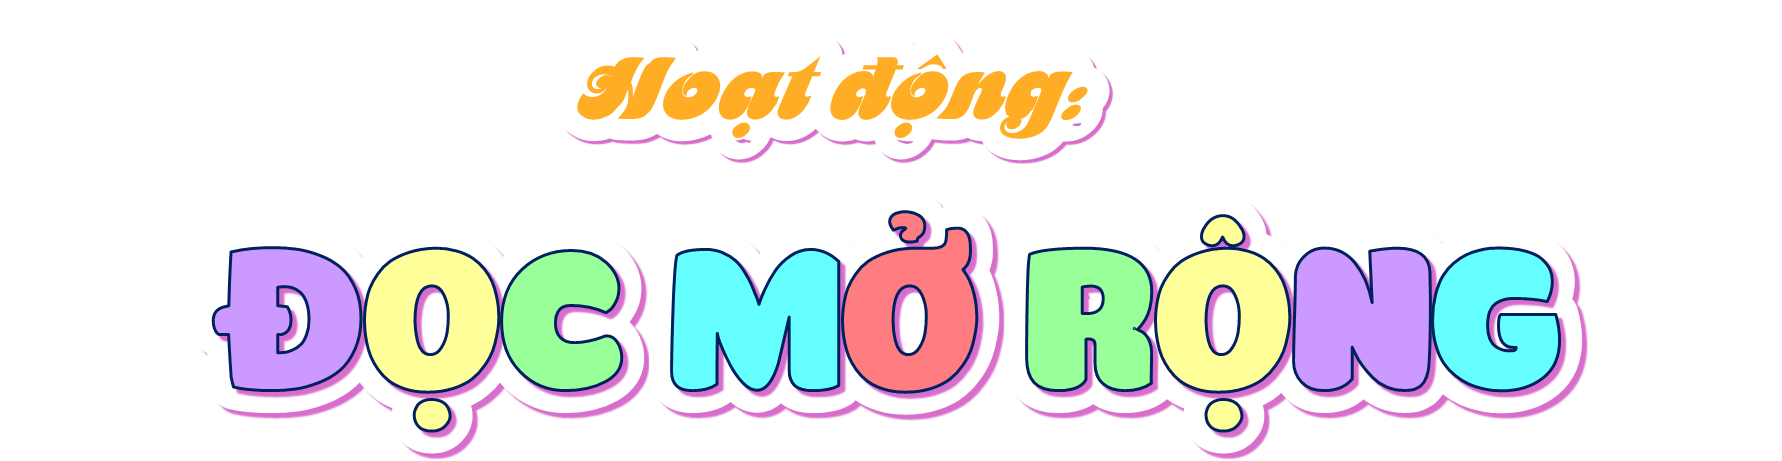 Hoạt động:
ĐỌC MỞ RỘNG